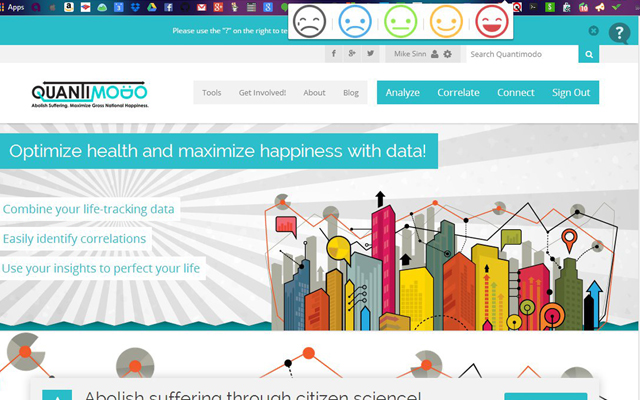 Apps
Please use the "?" on the right to
?
Mike Sinn
Search Quantimodo
QUANTIMODO
Abolish Suffering. Maximize Gross National Happiness.
Tools
Get Involved!
About
Blog
Analyze
Correlate
Connect
Sign Out
Optimize health and maximize happiness with data!
Combine your life-tracking data
Easily identify correlations
Use your insights to perfect your life
Abolish suffering through citizen science!